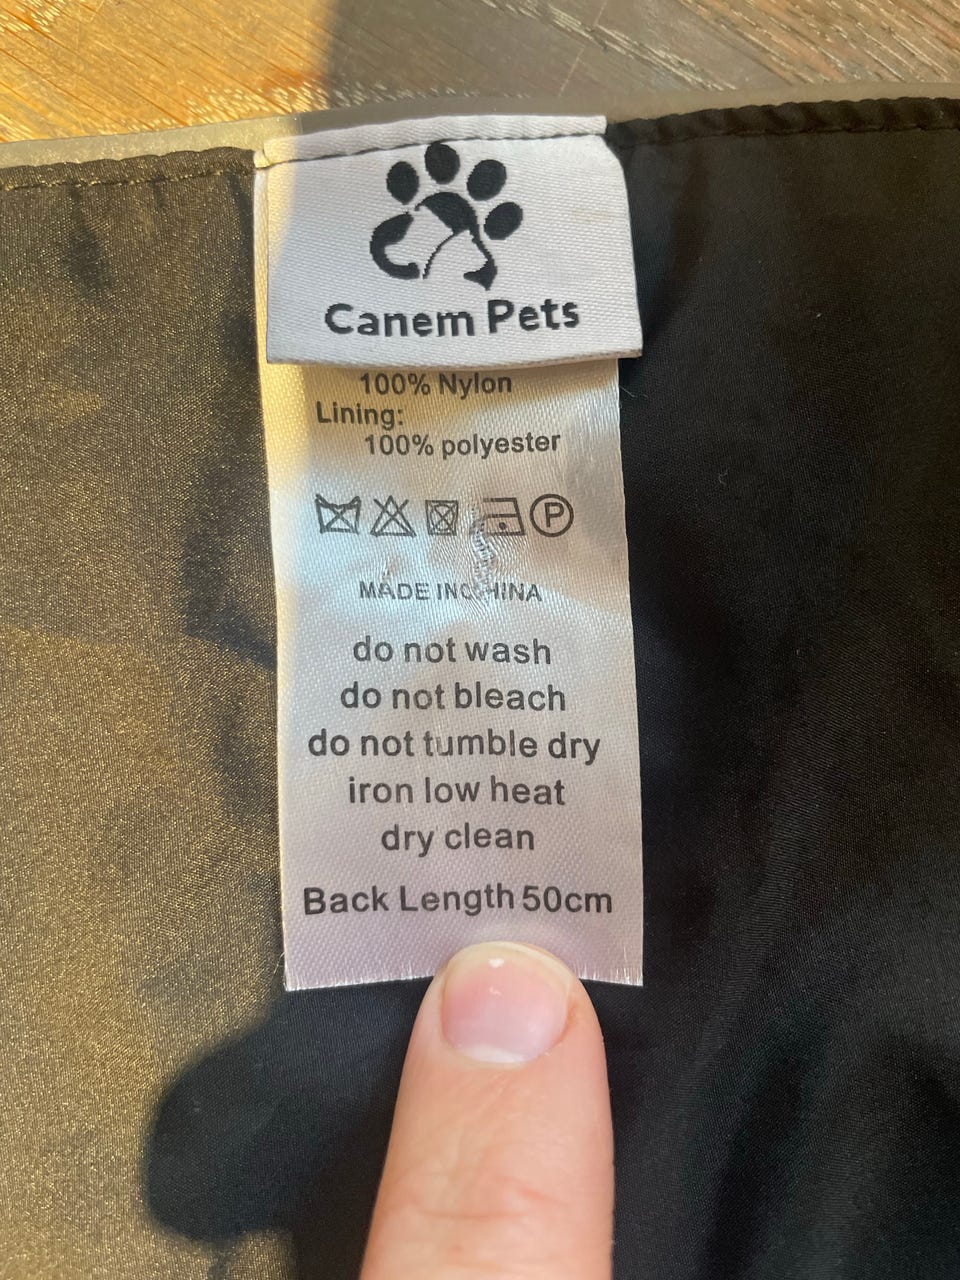 Canem Pets
100% Nylon
Lining:
100% polyester
P
MADE IN CHINA
do not wash
do not bleach
do not tumble dry
iron low heat
dry clean
Back Length 50cm